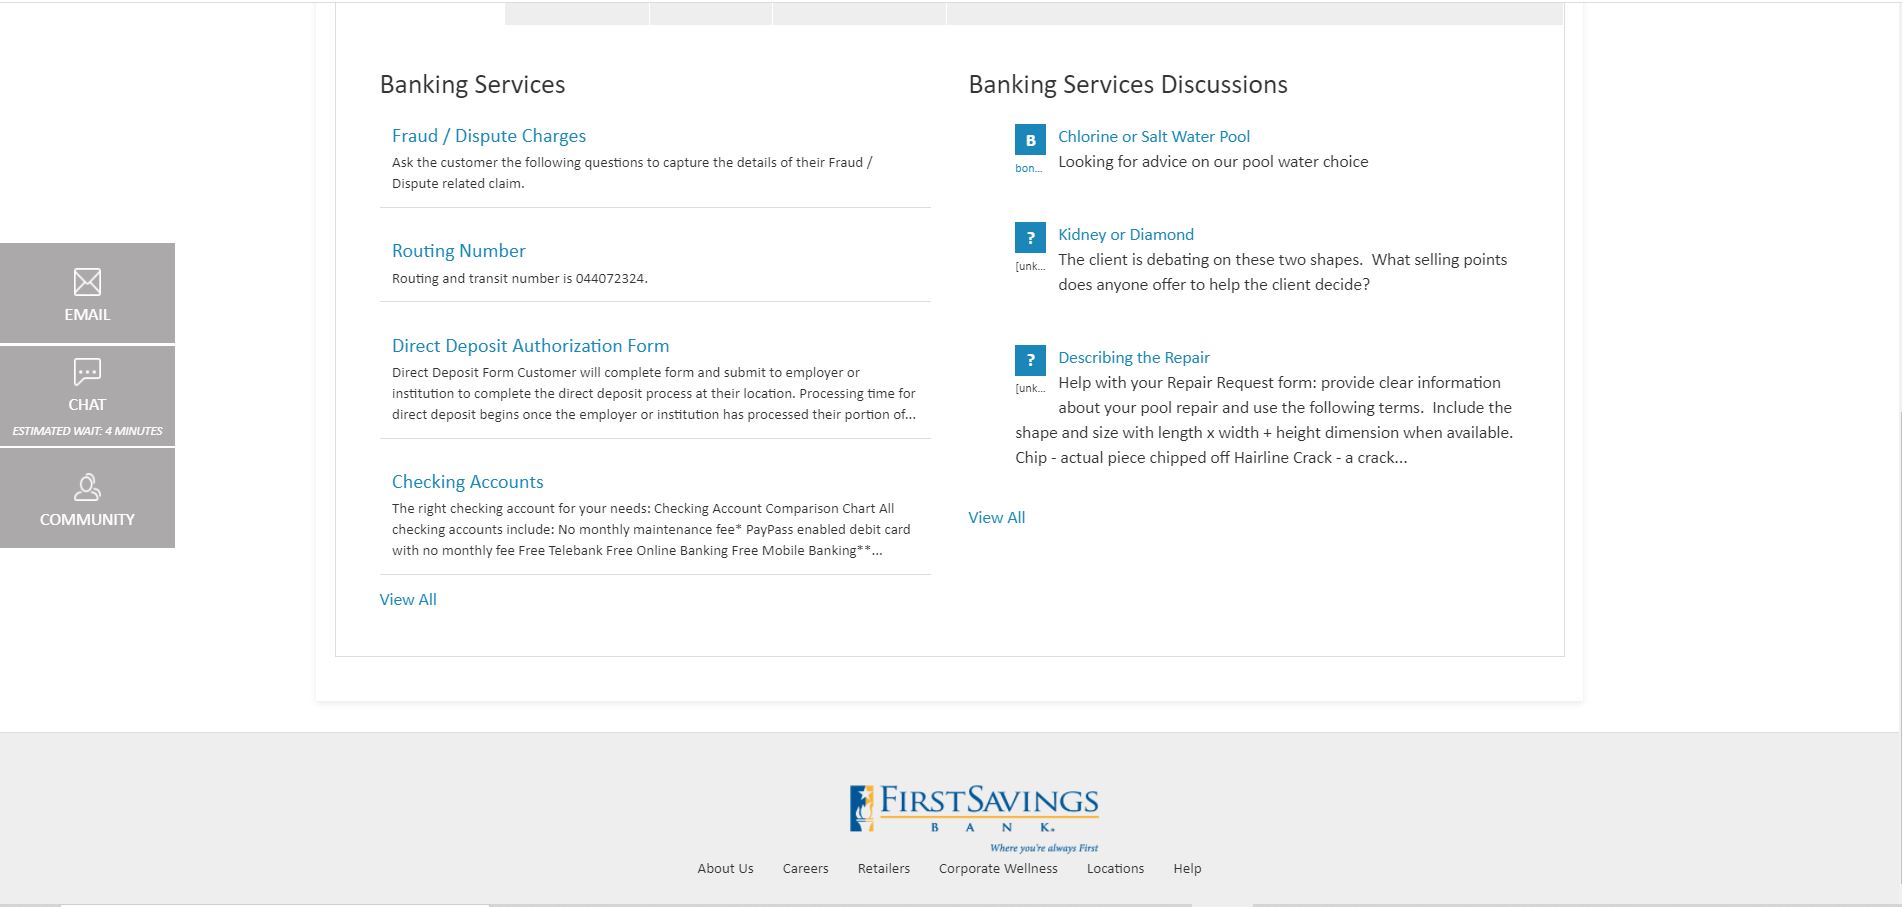 Banking Services
Fraud / Dispute Charges
Ask the customer the following questions to capture the details of their Fraud /
Dispute related claim.
Routing Number
Routing and transit number is 044072324.
Direct Deposit Authorization Form
Direct Deposit Form Customer will complete form and submit to employer or
institution to complete the direct deposit process at their location. Processing time for
direct deposit begins once the employer or institution has processed their portion of...
Checking Accounts
The right checking account for your needs: Checking Account Comparison Chart All
checking accounts include: No monthly maintenance fee* PayPass enabled debit card
with no monthly fee Free Telebank Free Online Banking Free Mobile Banking**...
View All
Banking Services Discussions
B
bon...
Chlorine or Salt Water Pool
Looking for advice on our pool water choice
?
[unk...
Kidney or Diamond
The client is debating on these two shapes.  What selling points
does anyone offer to help the client decide?
?
[unk...
Describing the Repair
Help with your Repair Request form: provide clear information
about your pool repair and use the following terms.  Include the
shape and size with length x width + height dimension when available.
Chip - actual piece chipped off Hairline Crack - a crack...
View All
EMAIL
CHAT
ESTIMATED WAIT: 4 MINUTES
COMMUNITY
FIRSTSAVINGS
BANK.
Where you're always First
About Us Careers Retailers Corporate Wellness Locations Help